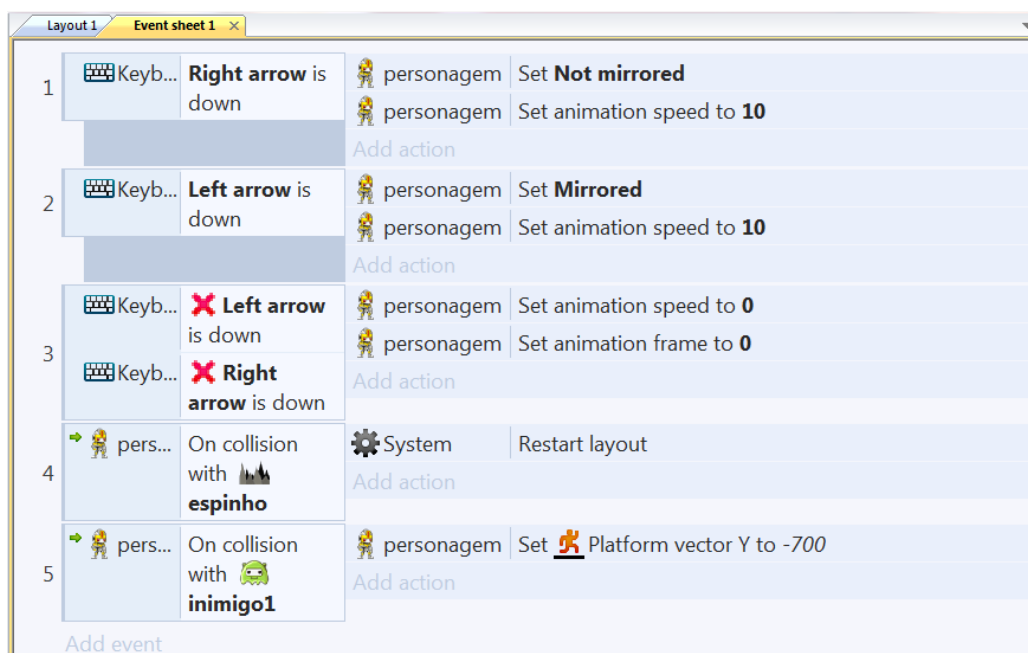 Layout 1 Event sheet 1
1 Keyb... Right arrow is down personagem Set Not mirrored
personagem Set animation speed to 10
Add action
2 Keyb... Left arrow is down personagem Set Mirrored
personagem Set animation speed to 10
Add action
3 Keyb... Left arrow is down personagem Set animation speed to 0
Keyb... Right arrow is down personagem Set animation frame to 0
Add action
4 pers... On collision with espinho System Restart layout
Add action
5 pers... On collision with inimigo1 personagem Set Platform vector Y to -700
Add action
Add event